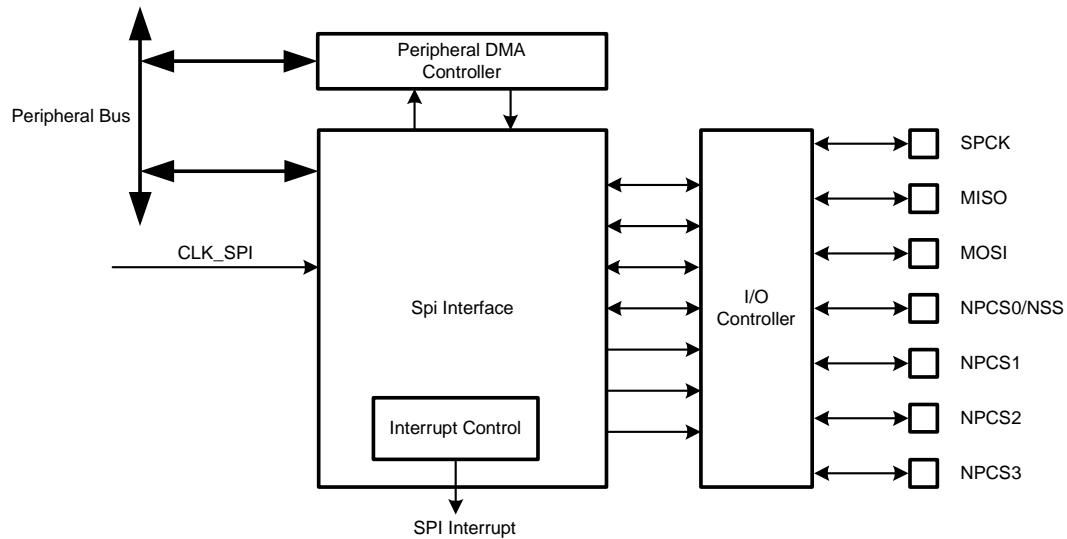 Peripheral DMA
Controller
Peripheral Bus
CLK_SPI
Spi Interface
Interrupt Control
SPI Interrupt
I/O
Controller
SPCK
MISO
MOSI
NPCS0/NSS
NPCS1
NPCS2
NPCS3